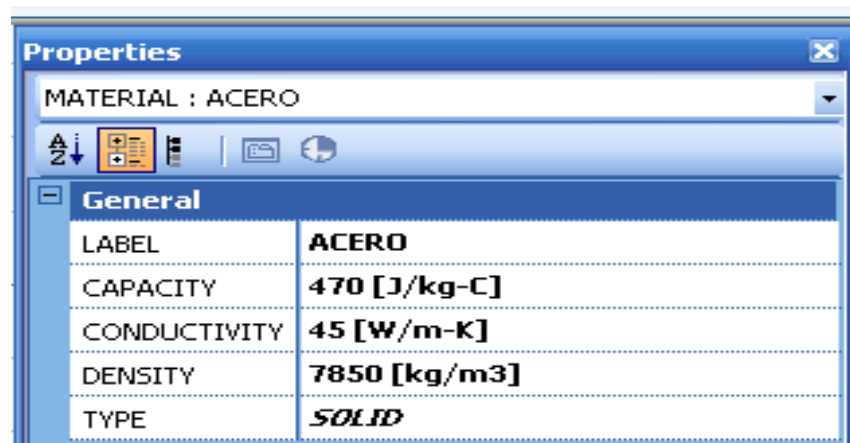 Properties
MATERIAL : ACERO
General
LABEL ACERO
CAPACITY 470 [J/kg-C]
CONDUCTIVITY 45 [W/m-K]
DENSITY 7850 [kg/m3]
TYPE SOLID